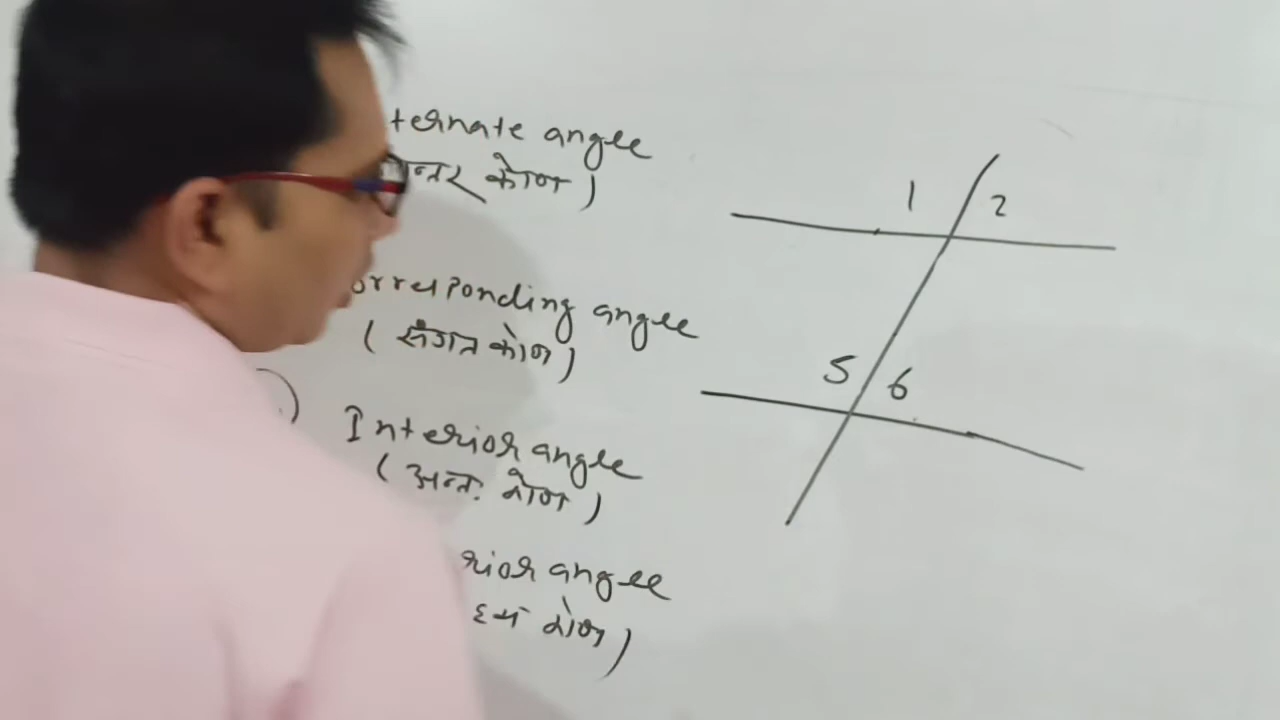 ternate angle
न्तर कोण )
orresponding angle
( संगत कोण )
Interior angle
( अन्तः कोण )
rior angle
ह्य कोण )
1 2
5 6